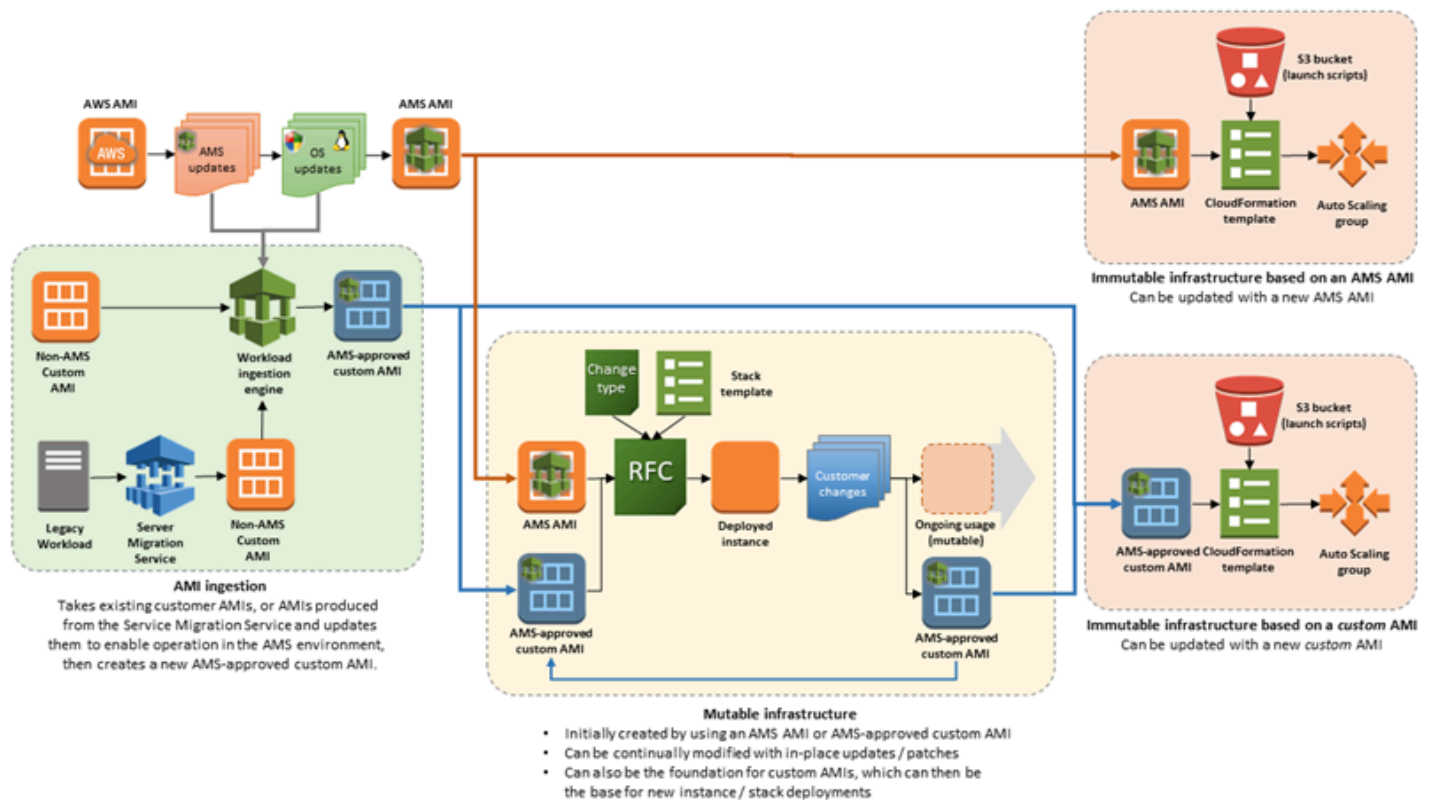 AWS AMI
AWS
AMS
updates
OS
updates
AMS AMI
Non-AMS
Custom
AMI
Workload
ingestion
engine
AMS-approved
custom AMI
Legacy
Workload
Server
Migration
Service
Non-AMS
Custom
AMI
AMI ingestion
Takes existing customer AMIs, or AMIs produced
from the Service Migration Service and updates
them to enable operation in the AMS environment,
then creates a new AMS-approved custom AMI.
Change
type
Stack
template
AMS AMI
RFC
Deployed
instance
Customer
changes
Ongoing usage
(mutable)
AMS-approved
custom AMI
AMS-approved
custom AMI
Mutable infrastructure
• Initially created by using an AMS AMI or AMS-approved custom AMI
• Can be continually modified with in-place updates / patches
• Can also be the foundation for custom AMIs, which can then be
the base for new instance / stack deployments
S3 bucket
(launch scripts)
AMS AMI
CloudFormation
template
Auto Scaling
group
Immutable infrastructure based on an AMS AMI
Can be updated with a new AMS AMI
S3 bucket
(launch scripts)
AMS-approved
custom AMI
CloudFormation
template
Auto Scaling
group
Immutable infrastructure based on a custom AMI
Can be updated with a new custom AMI